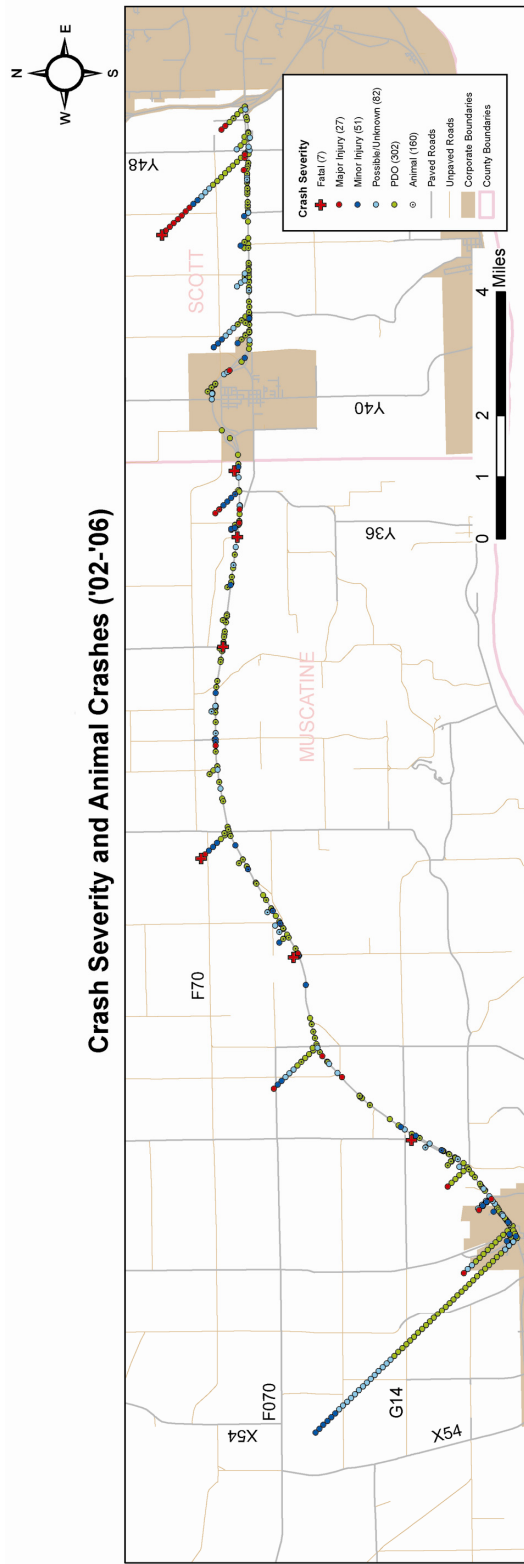 Crash Severity and Animal Crashes ('02-'06)
N
W
E
S
X54
F070
G14
X54
F70
MUSCATINE
Y36
Y40
SCOTT
Y48
Crash Severity
Fatal (7)
Major Injury (27)
Minor Injury (51)
Possible/Unknown (82)
PDO (302)
Animal (160)
Paved Roads
Unpaved Roads
Corporate Boundaries
County Boundaries
0 1 2 4
Miles